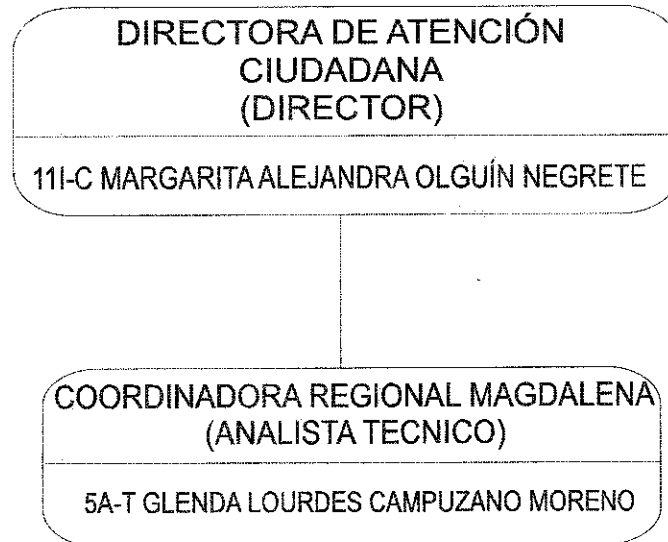 DIRECTORA DE ATENCIÓN
CIUDADANA
(DIRECTOR)
11I-C MARGARITA ALEJANDRA OLGUÍN NEGRETE
COORDINADORA REGIONAL MAGDALENA
(ANALISTA TECNICO)
5A-T GLENDA LOURDES CAMPUZANO MORENO